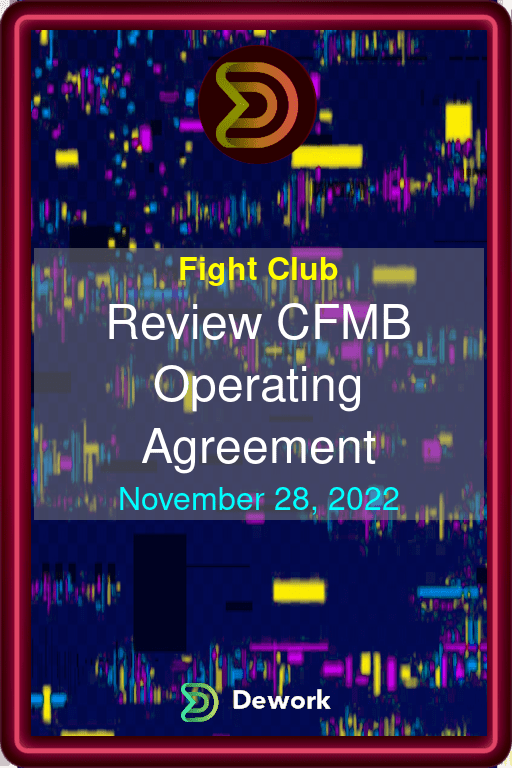 Fight Club
Review CFMB
Operating
Agreement
November 28, 2022
Dework